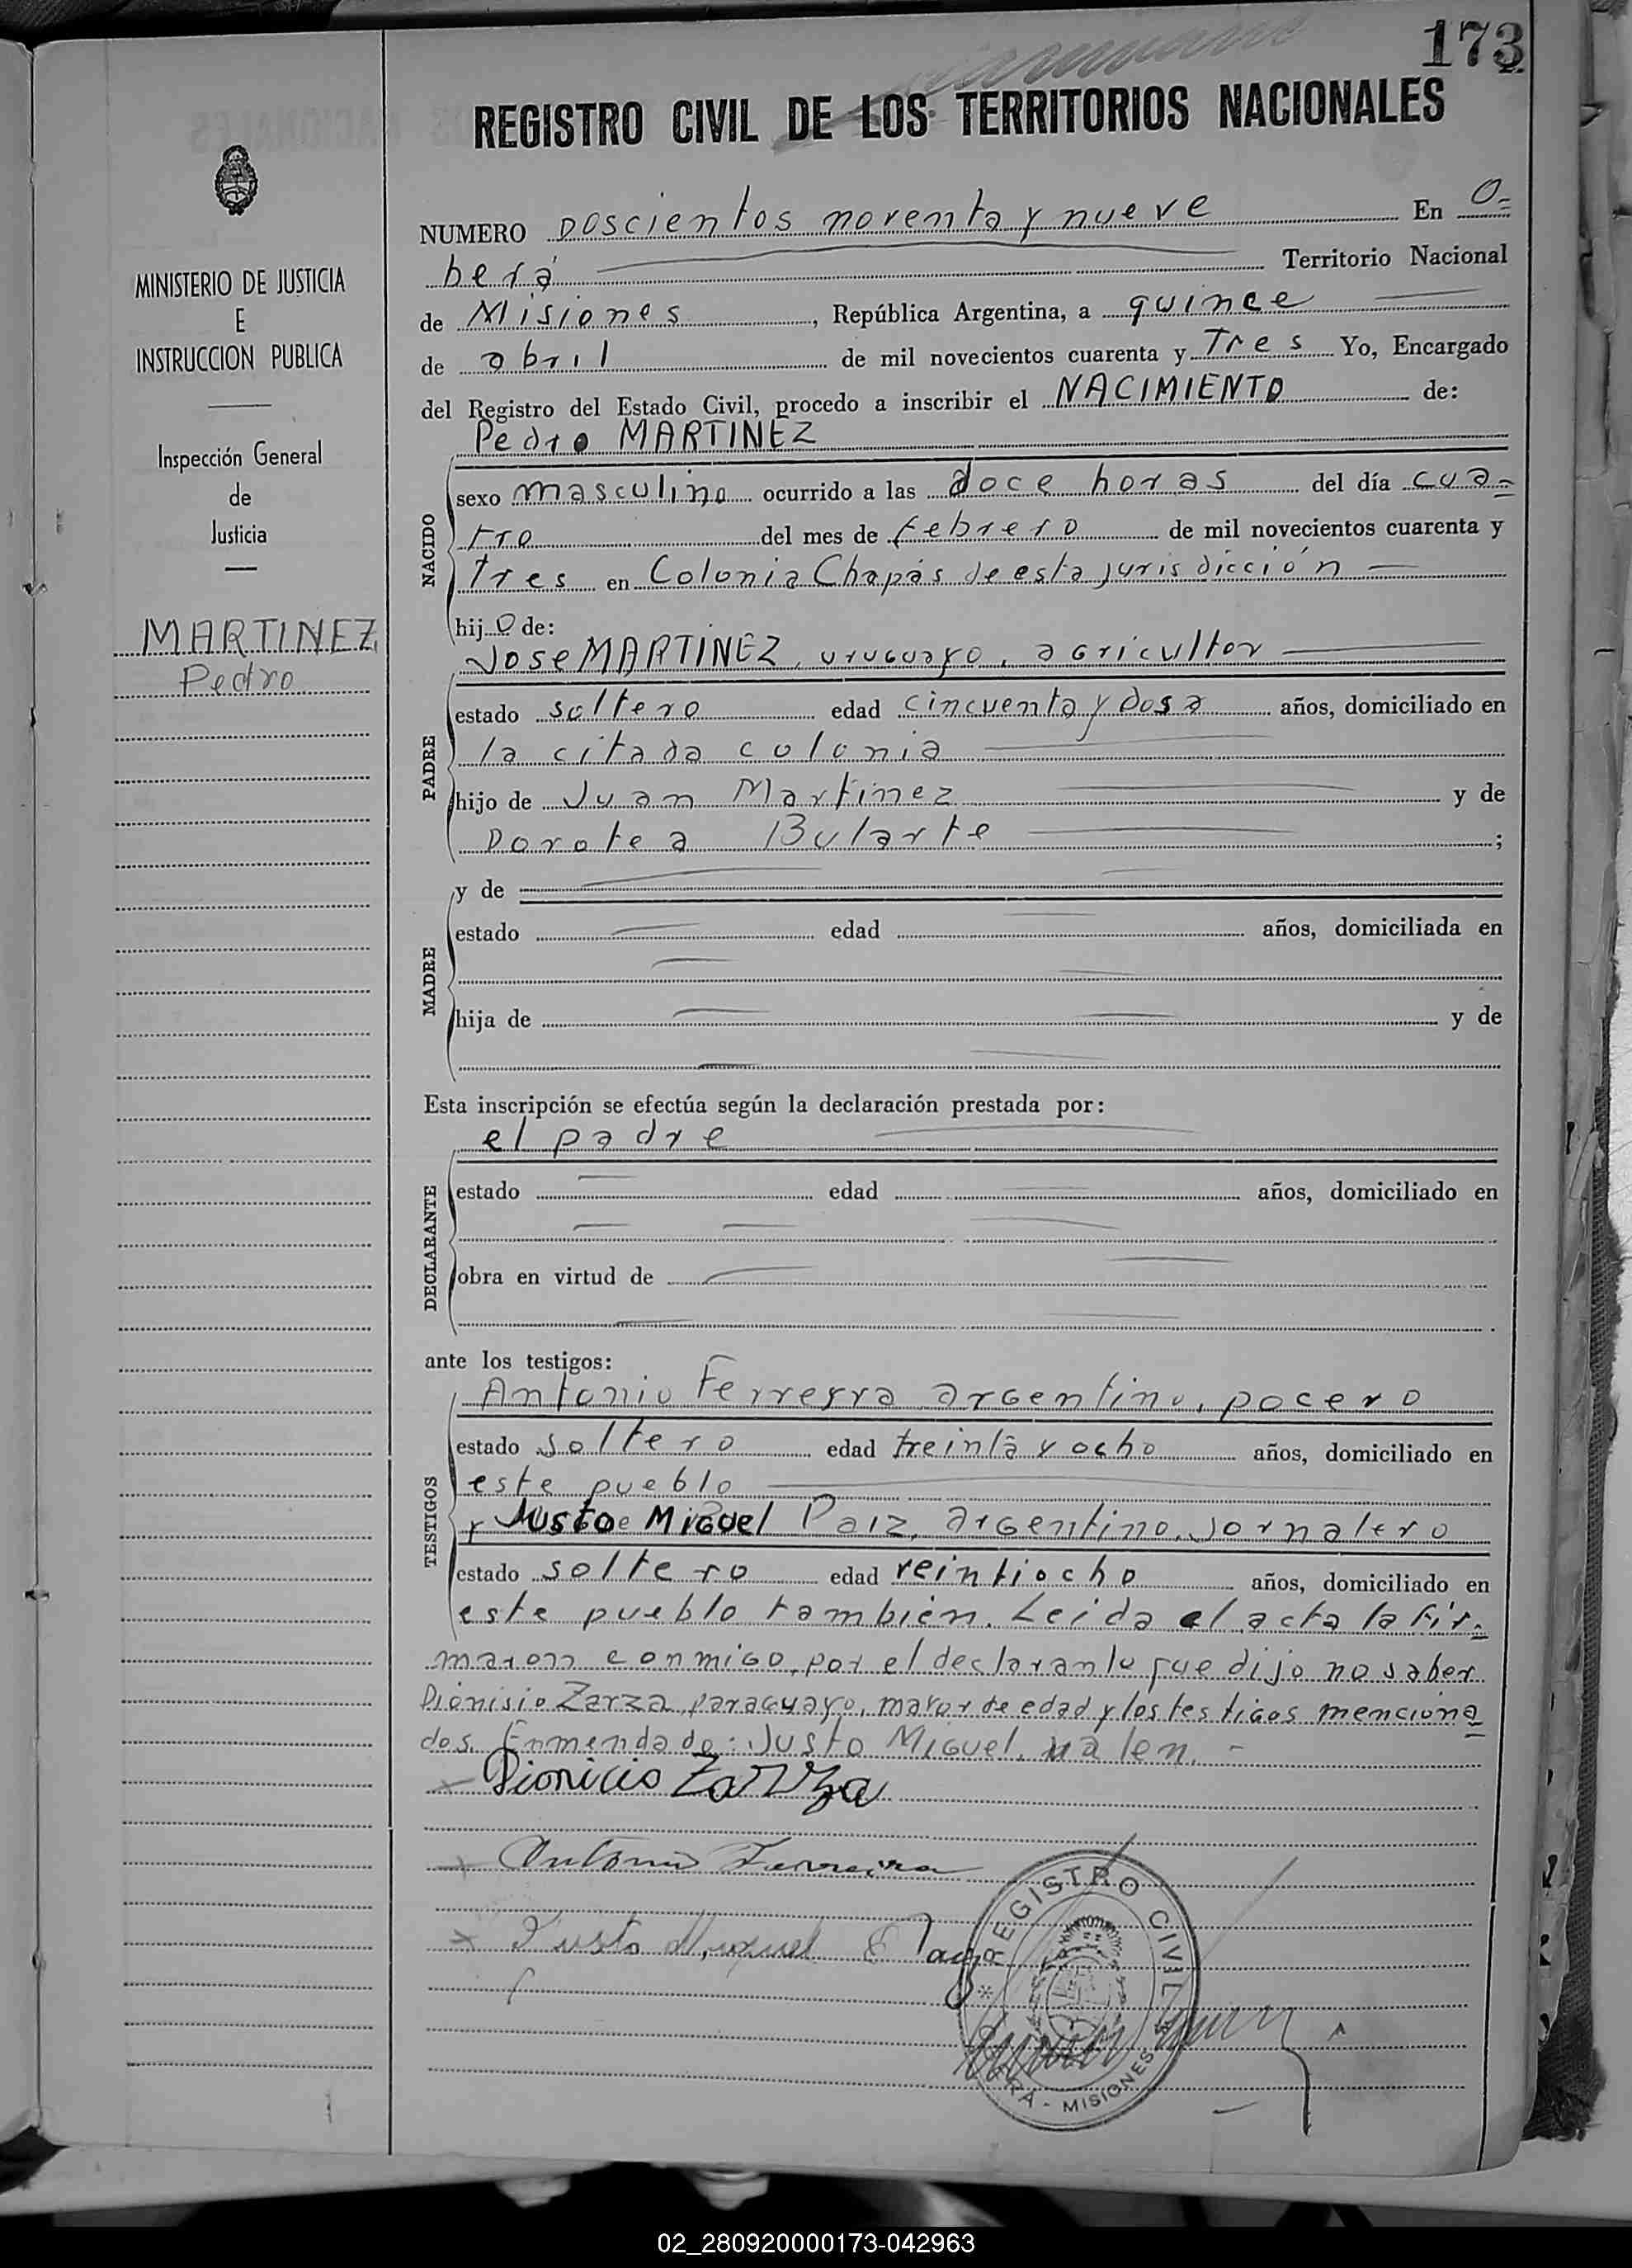 173
REGISTRO CIVIL DE LOS TERRITORIOS NACIONALES
MINISTERIO DE JUSTICIA
E
INSTRUCCION PUBLICA
Inspección General
de
Justicia
MARTINEZ,
Pedro
NUMERO Doscientos noventa y nueve En O=
berá Territorio Nacional
de Misiones, República Argentina, a quince
de abril de mil novecientos cuarenta y Tres Yo, Encargado
del Registro del Estado Civil, procedo a inscribir el NACIMIENTO de:
Pedro MARTINEZ
NACIDO
sexo masculino ocurrido a las doce horas del día cua=
tro del mes de febrero de mil novecientos cuarenta y
tres en Colonia Chapás de esta jurisdicción
hijo de:
Jose MARTINEZ, uruguayo, agricultor
PADRE
estado soltero edad cincuenta y dosa años, domiciliado en
la citada colonia
hijo de Juan Martinez y de
Dorotea Bularte ;
MADRE
y de
estado edad años, domiciliada en
hija de y de
Esta inscripción se efectúa según la declaración prestada por:
el padre
DECLARANTE
estado edad años, domiciliado en
obra en virtud de
ante los testigos:
Antonio Ferreyra argentino, pocero
TESTIGOS
estado soltero edad treinta y ocho años, domiciliado en
este pueblo
y Justo Miguel Paiz, argentino, jornalero
estado soltero edad veintiocho años, domiciliado en
este pueblo también. Leida el acta la fir=
maron conmigo, por el declarante que dijo no saber
Dionisio Zarza, paraguayo, mayor de edad y los testigos menciona
dos. Enmendado: Justo Miguel, valen. -
Dionicio Zarza
Antonio Ferreira
Justo Miguel
REGISTRO CIVIL
MISIONES
02_280920000173-042963